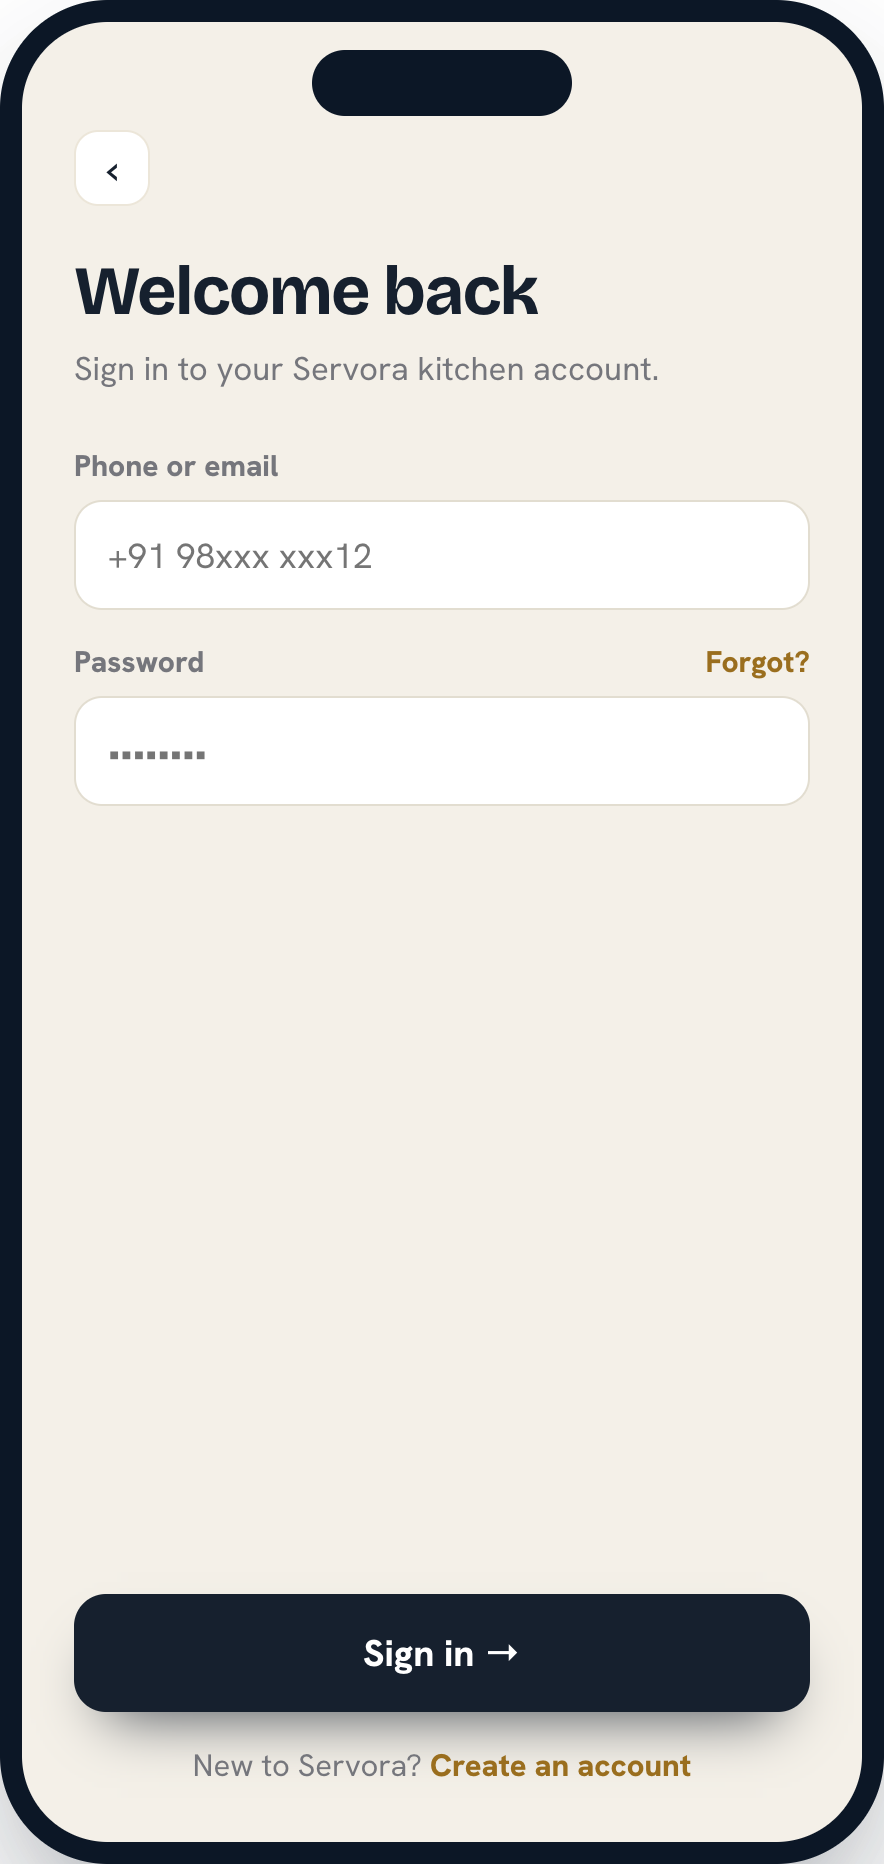 ‹
Welcome back
Sign in to your Servora kitchen account.
Phone or email
+91 98xxx xxx12
Password Forgot?
▪▪▪▪▪▪▪▪
Sign in →
New to Servora? Create an account